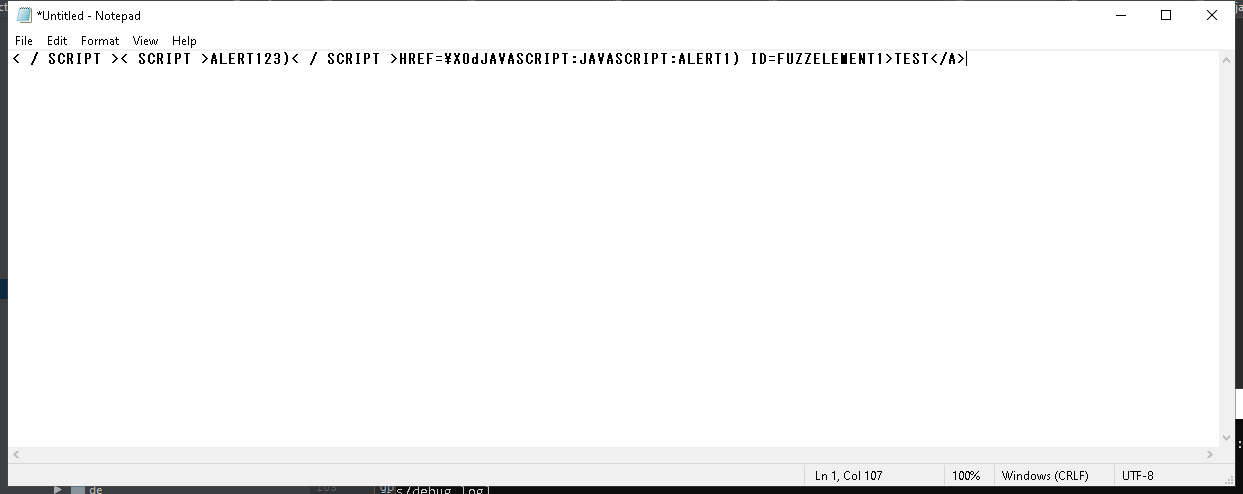 *Untitled - Notepad
File Edit Format View Help
< / SCRIPT >< SCRIPT >ALERT123)< / SCRIPT >HREF=¥X0dJAVASCRIPT:JAVASCRIPT:ALERT1) ID=FUZZELEMENT1>TEST</A>
Ln 1, Col 107 100% Windows (CRLF) UTF-8
de